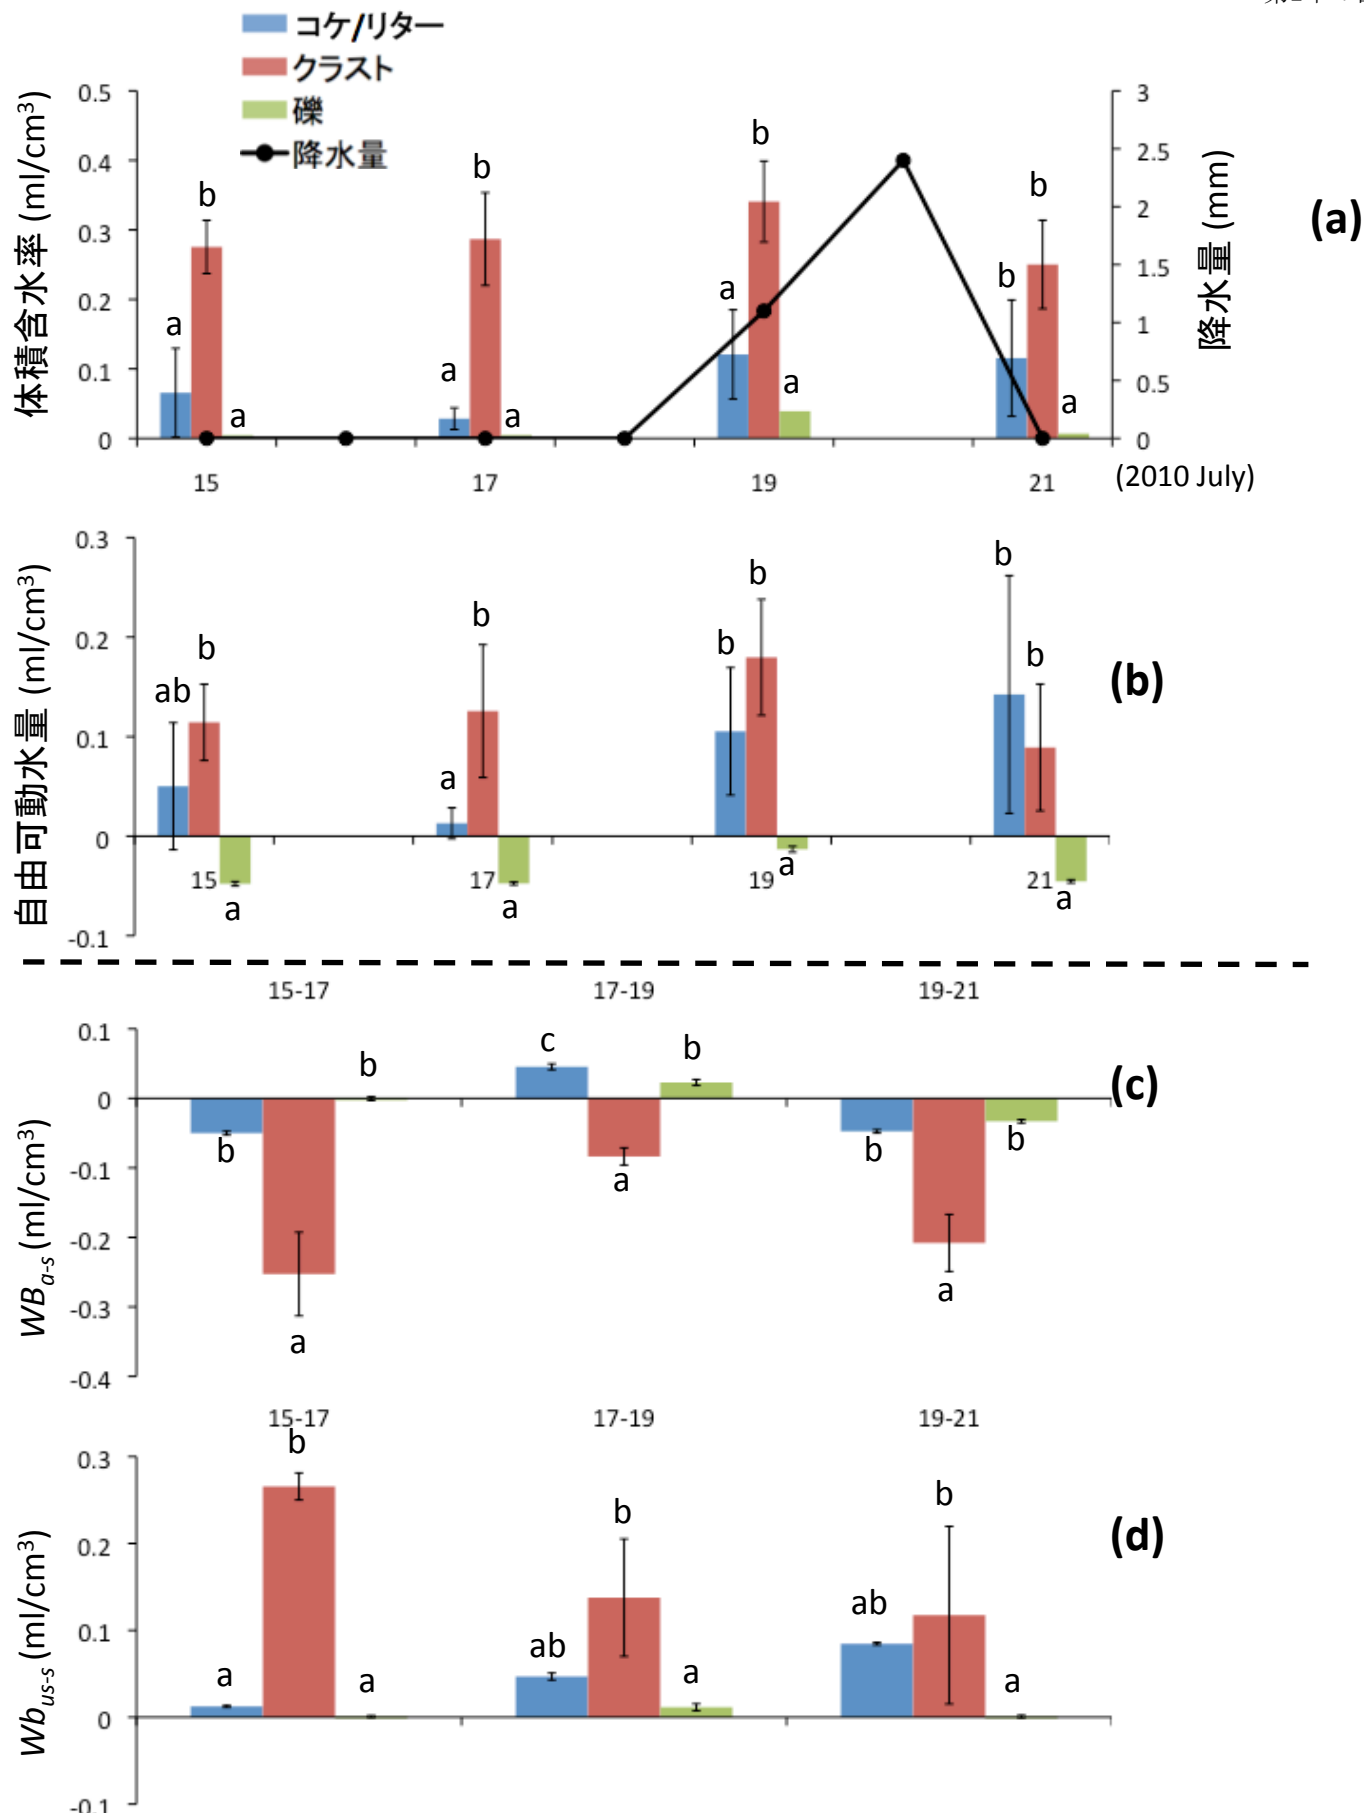 コケ/リター
クラスト
礫
降水量
体積含水率 (ml/cm³)
0.5
0.4
0.3
0.2
0.1
0
3
2.5
2
1.5
1
0.5
0
降水量 (mm)
(a)
a b a
a b a
a b a
b b a
15 17 19 21 (2010 July)
自由可動水量 (ml/cm³)
0.3
0.2
0.1
0
-0.1
(b)
ab b a
a b a
b b a
b b a
15 17 19 21
15-17 17-19 19-21
WBa-s (ml/cm³)
0.1
0
-0.1
-0.2
-0.3
-0.4
(c)
b a b
c a b
b a b
15-17 17-19 19-21
Wbus-s (ml/cm³)
0.3
0.2
0.1
0
-0.1
(d)
a b a
ab b a
ab b a